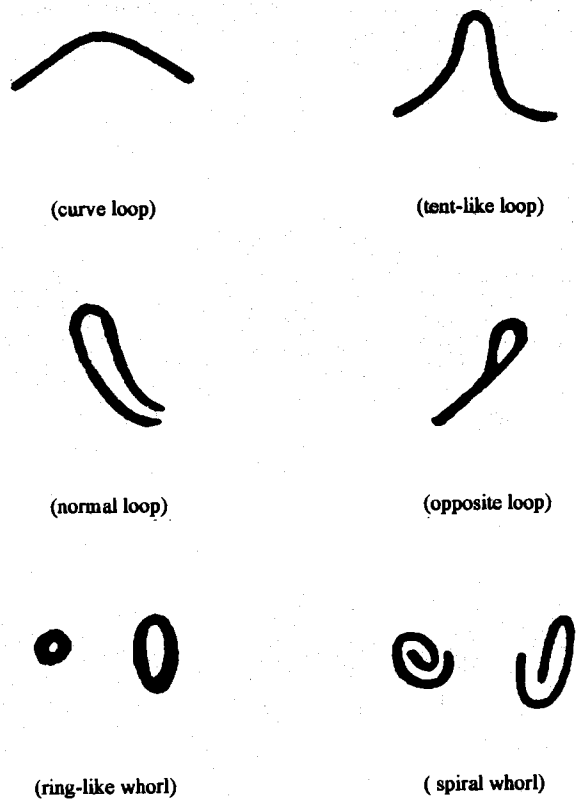 (curve loop)
(tent-like loop)
(normal loop)
(opposite loop)
(ring-like whorl)
( spiral whorl)